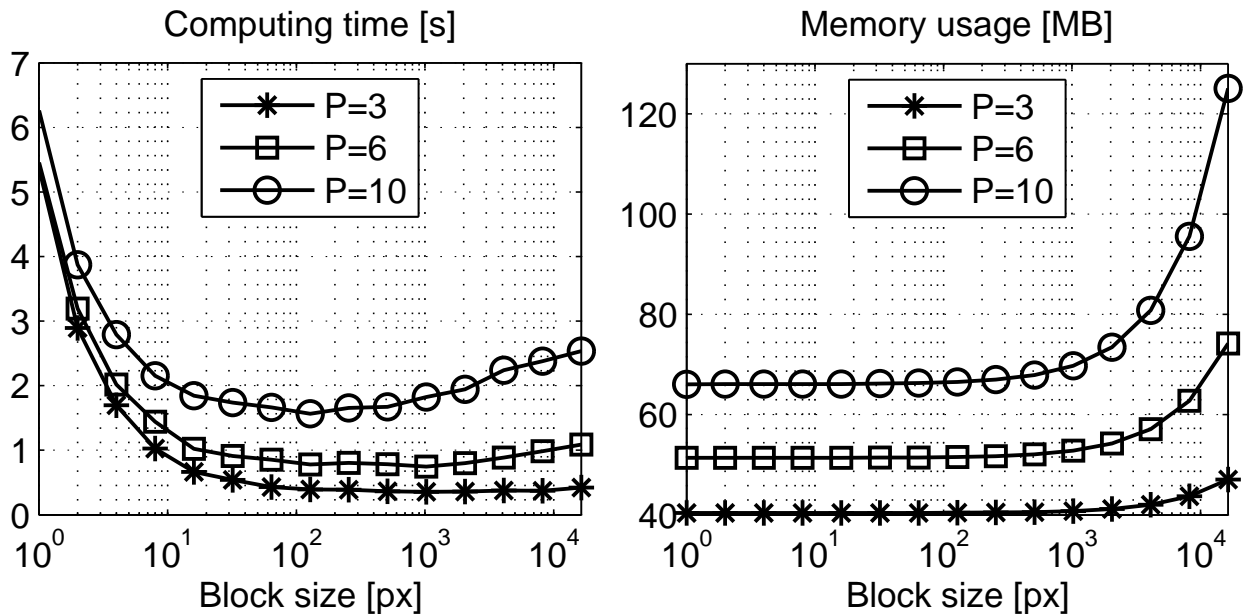 Computing time [s]
7
6
5
4
3
2
1
0
P=3
P=6
P=10
10^0 10^1 10^2 10^3 10^4
Block size [px]
Memory usage [MB]
120
100
80
60
40
P=3
P=6
P=10
10^0 10^1 10^2 10^3 10^4
Block size [px]